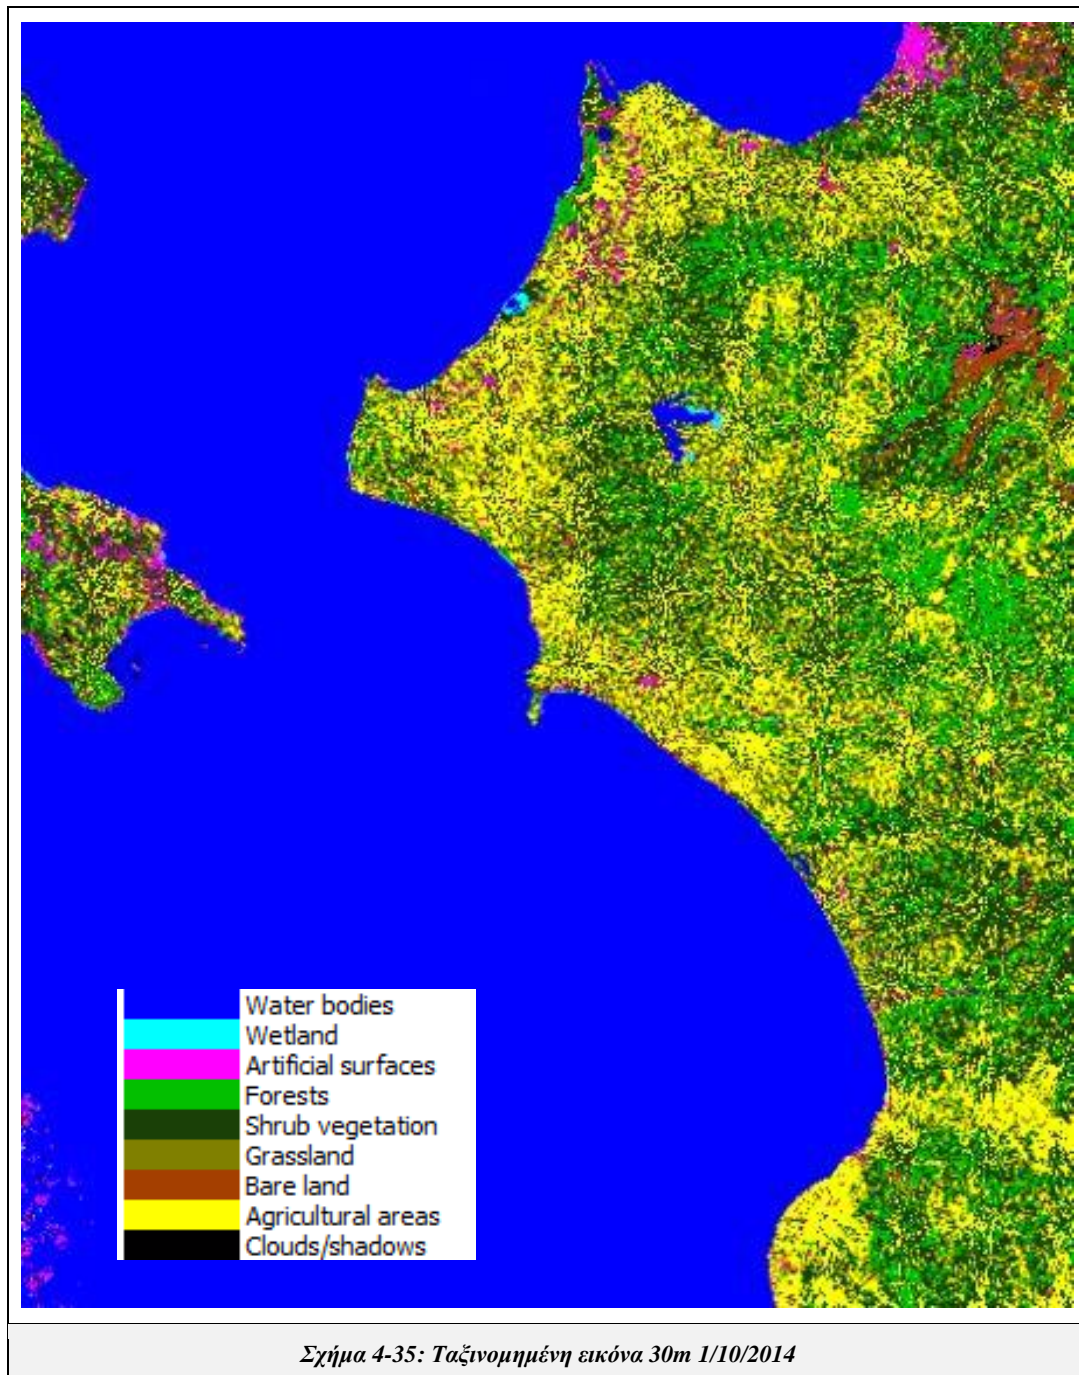 Water bodies
Wetland
Artificial surfaces
Forests
Shrub vegetation
Grassland
Bare land
Agricultural areas
Clouds/shadows
Σχήμα 4-35: Ταξινομημένη εικόνα 30m 1/10/2014